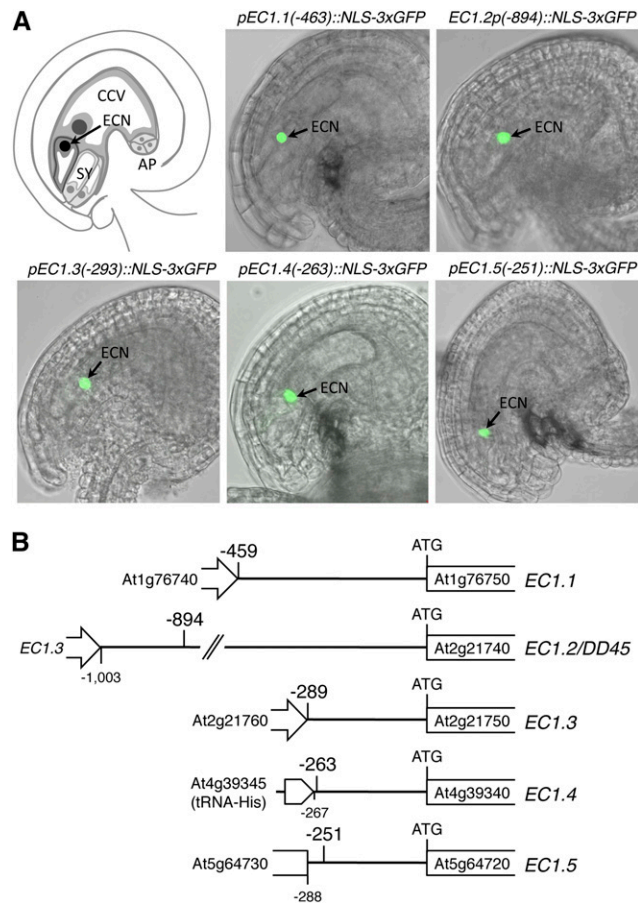 A
CCV
ECN
SY
AP
pEC1.1(-463)::NLS-3xGFP
ECN
EC1.2p(-894)::NLS-3xGFP
ECN
pEC1.3(-293)::NLS-3xGFP
ECN
pEC1.4(-263)::NLS-3xGFP
ECN
pEC1.5(-251)::NLS-3xGFP
ECN
B
At1g76740
-459
ATG
At1g76750
EC1.1
EC1.3
-1,003
-894
ATG
At2g21740
EC1.2/DD45
At2g21760
-289
ATG
At2g21750
EC1.3
At4g39345
(tRNA-His)
-263
-267
ATG
At4g39340
EC1.4
At5g64730
-251
-288
ATG
At5g64720
EC1.5